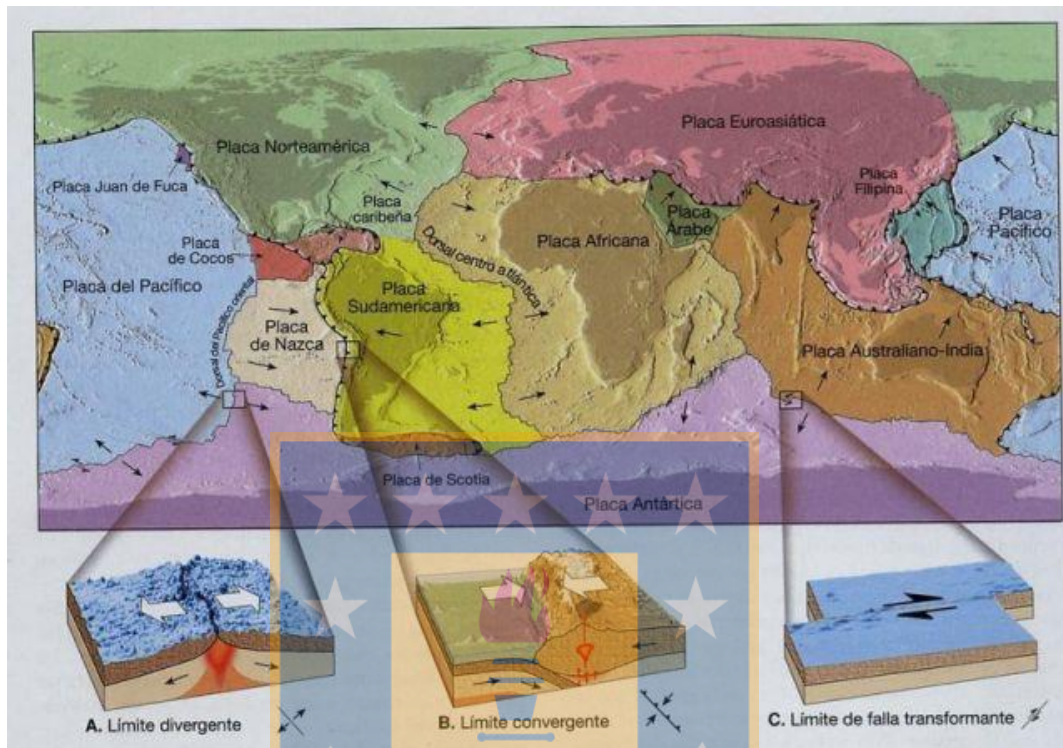 Placa Norteamérica
Placa Euroasiática
Placa Juan de Fuca
Placa
caribeña
Placa
Filipina
Placa
Árabe
Placa
Pacífico
Placa
de Cocos
Placa Africana
Dorsal centro atlántica
Placa del Pacífico
Dorsal del Pacífico oriental
Placa
Sudamericana
Placa
de Nazca
Placa Australiano-India
Placa de Scotia
Placa Antártica
A. Límite divergente
B. Límite convergente
C. Límite de falla transformante